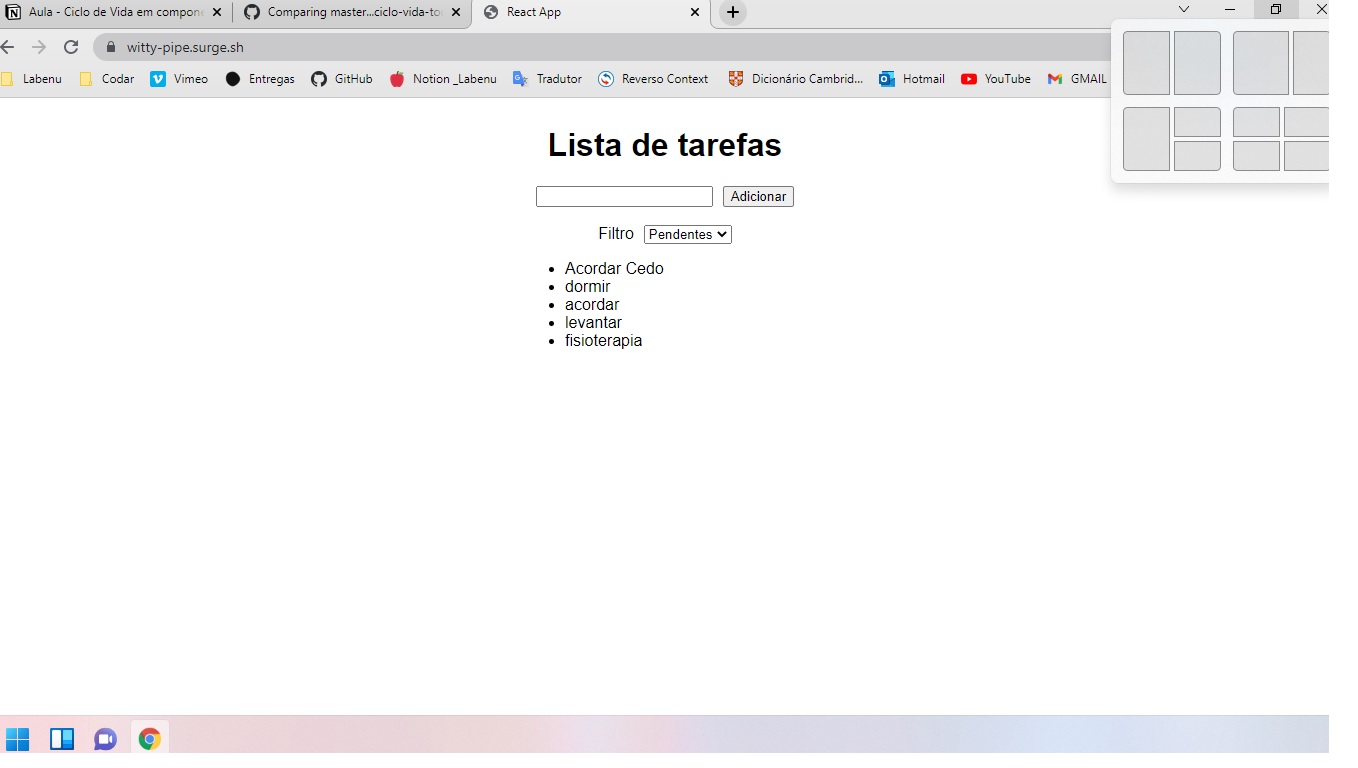 Aula - Ciclo de Vida em compone
Comparing master...ciclo-vida-to
React App
witty-pipe.surge.sh
Labenu Codar Vimeo Entregas GitHub Notion _Labenu Tradutor Reverso Context Dicionário Cambrid... Hotmail YouTube GMAIL
Lista de tarefas
Adicionar
Filtro Pendentes
Acordar Cedo
dormir
acordar
levantar
fisioterapia